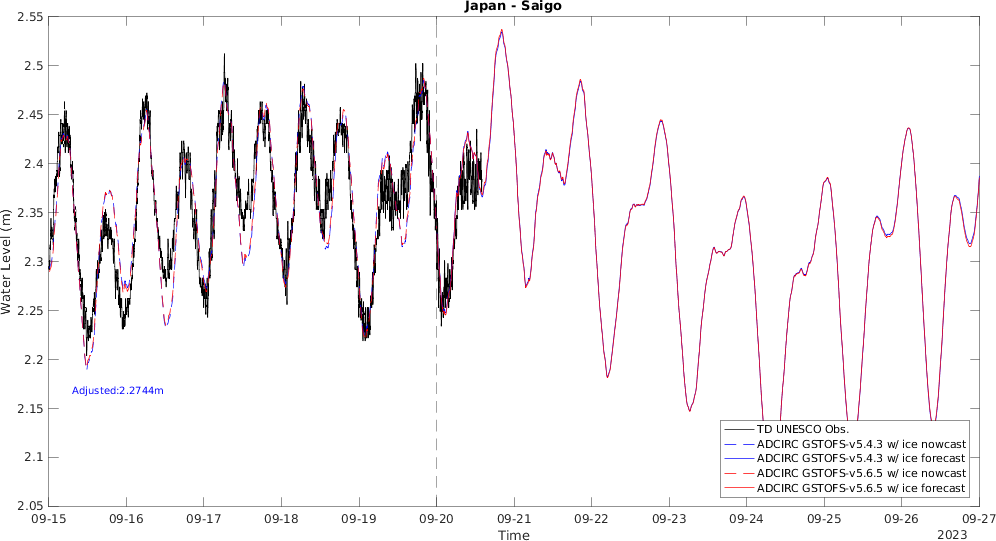 Japan - Saigo
2.55
2.5
2.45
2.4
2.35
2.3
2.25
2.2
2.15
2.1
2.05
Water Level (m)
Adjusted:2.2744m
TD UNESCO Obs.
ADCIRC GSTOFS-v5.4.3 w/ ice nowcast
ADCIRC GSTOFS-v5.4.3 w/ ice forecast
ADCIRC GSTOFS-v5.6.5 w/ ice nowcast
ADCIRC GSTOFS-v5.6.5 w/ ice forecast
09-15 09-16 09-17 09-18 09-19 09-20 09-21 09-22 09-23 09-24 09-25 09-26 09-27
Time
2023